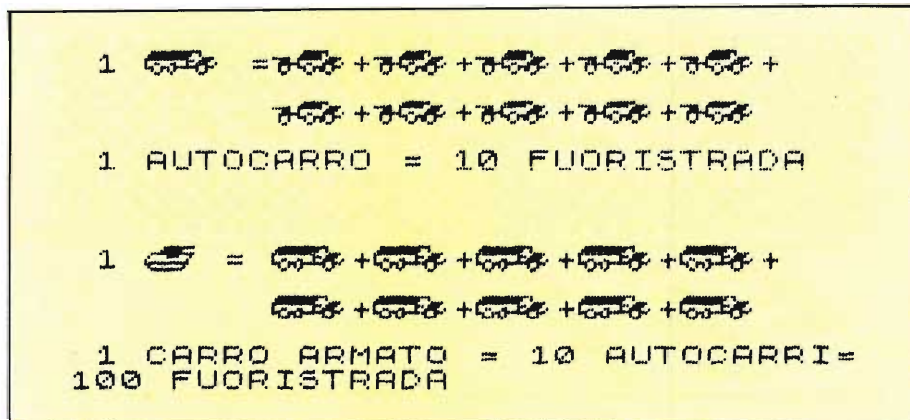 1 = + + + + +
+ + + +
1 AUTOCARRO = 10 FUORISTRADA
1 = + + + + +
+ + + +
1 CARRO ARMATO = 10 AUTOCARRI=
100 FUORISTRADA